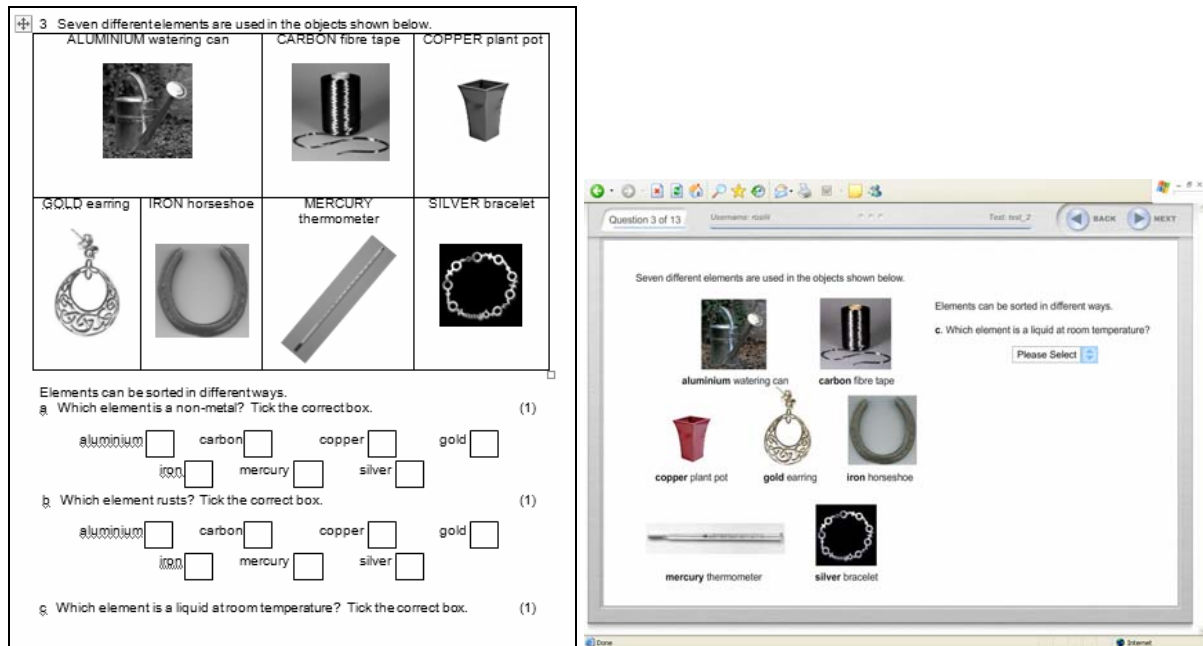 3 Seven different elements are used in the objects shown below.
ALUMINIUM watering can
CARBON fibre tape
COPPER plant pot
GOLD earring
IRON horseshoe
MERCURY
thermometer
SILVER bracelet
Elements can be sorted in different ways.
a Which element is a non-metal? Tick the correct box. (1)
aluminium carbon copper gold
iron mercury silver
b Which element rusts? Tick the correct box. (1)
aluminium carbon copper gold
iron mercury silver
c Which element is a liquid at room temperature? Tick the correct box. (1)
Question 3 of 13
Username: roaiir
Test: test_2
BACK
NEXT
Seven different elements are used in the objects shown below.
aluminium watering can
carbon fibre tape
copper plant pot
gold earring
iron horseshoe
mercury thermometer
silver bracelet
Elements can be sorted in different ways.
c. Which element is a liquid at room temperature?
Please Select
Done
Internet